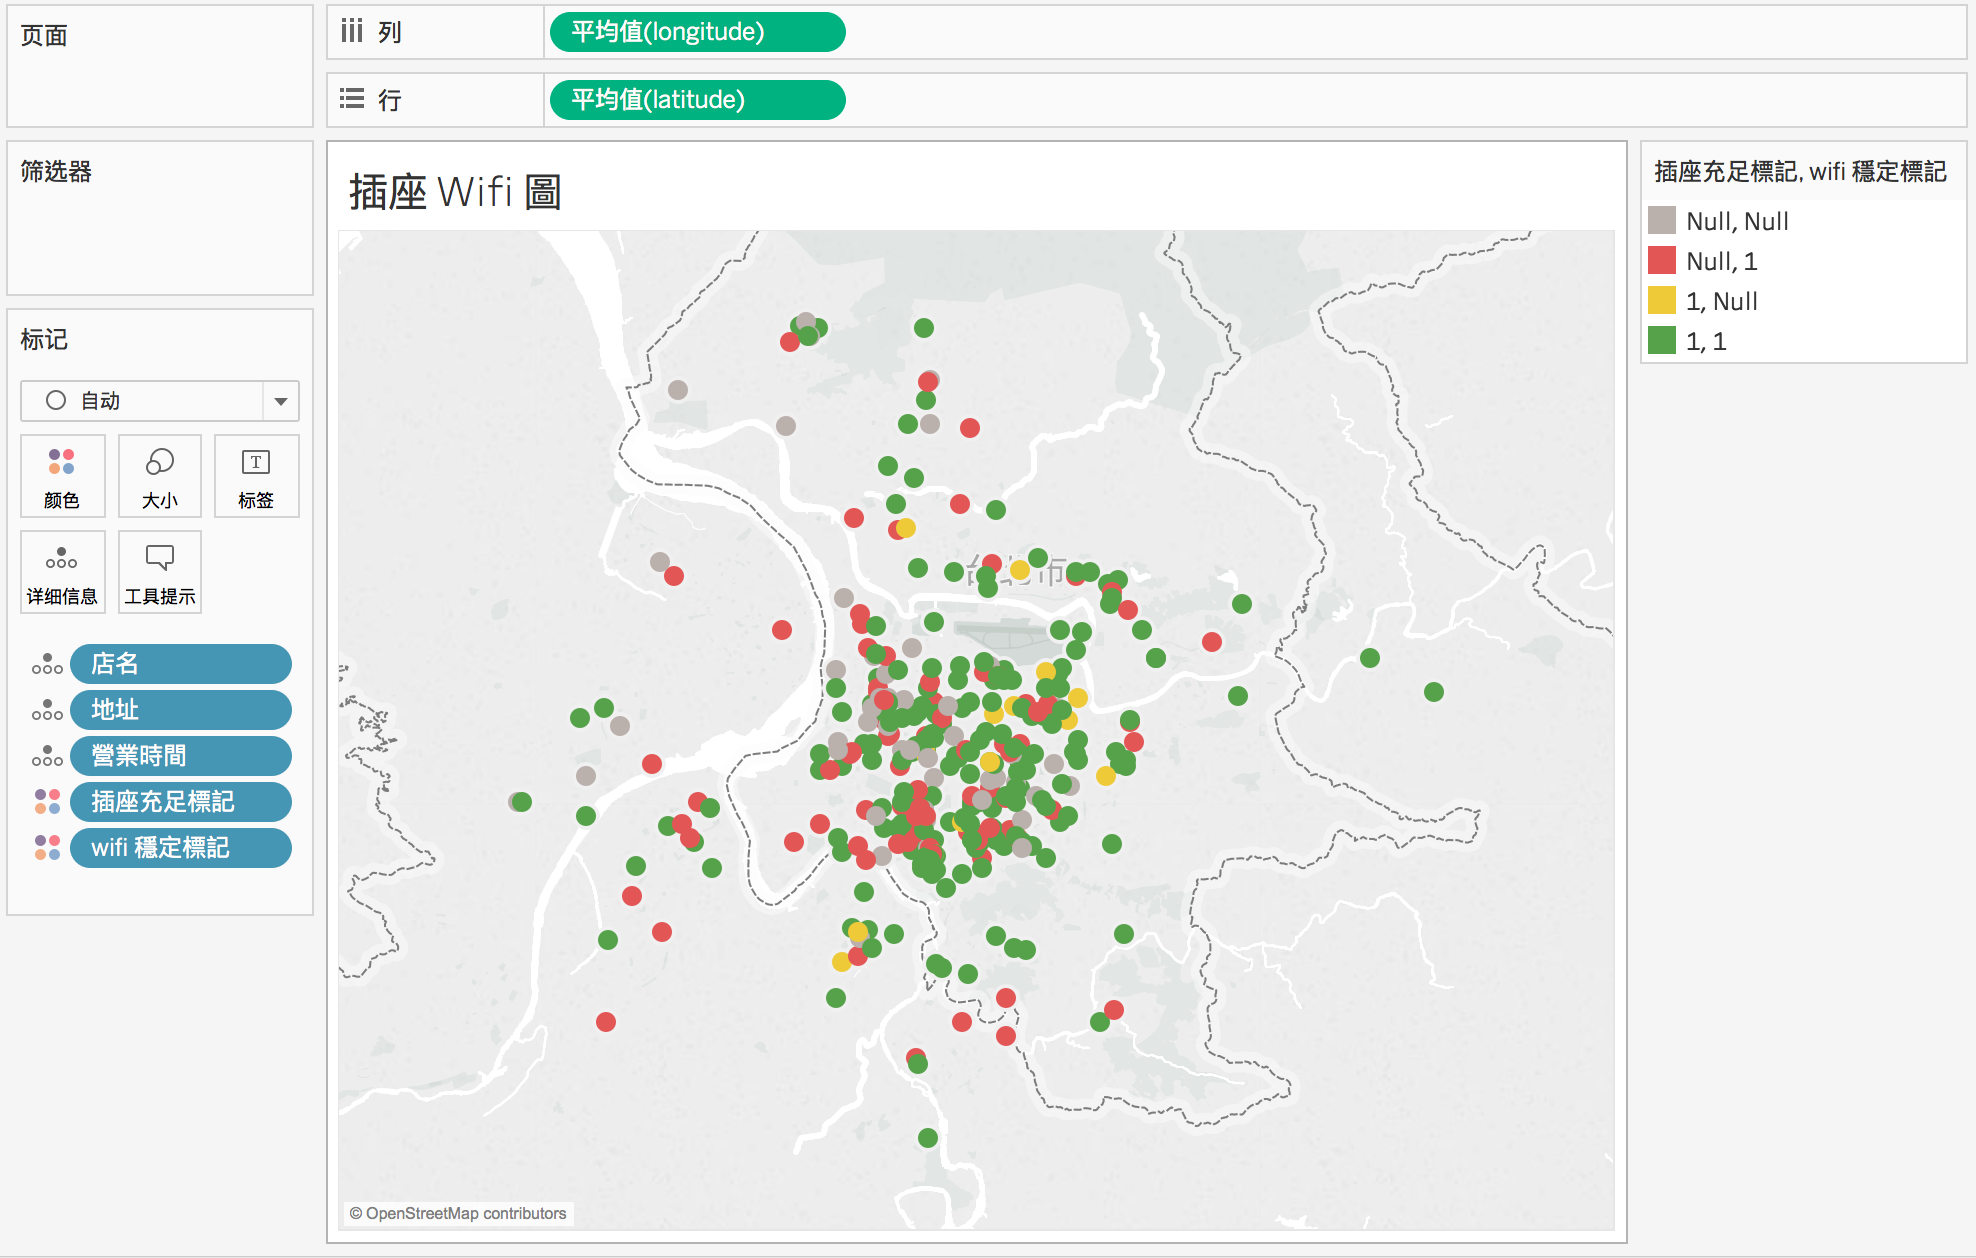 页面
列
平均值(longitude)
行
平均值(latitude)
筛选器
标记
自动
颜色
大小
标签
T
详细信息
工具提示
店名
地址
營業時間
插座充足標記
wifi 穩定標記
插座 Wifi 圖
台北市
© OpenStreetMap contributors
插座充足標記, wifi 穩定標記
Null, Null
Null, 1
1, Null
1, 1